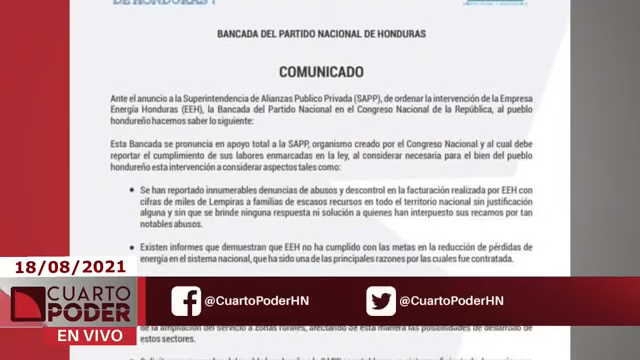 DE HONDURAS
BANCADA DEL PARTIDO NACIONAL DE HONDURAS
COMUNICADO
Ante el anuncio a la Superintendencia de Alianzas Publico Privada (SAPP), de ordenar la intervención de la Empresa
Energía Honduras (EEH), la Bancada del Partido Nacional en el Congreso Nacional de la República, al pueblo
hondureño hacemos saber lo siguiente:
Esta Bancada se pronuncia en apoyo total a la SAPP, organismo creado por el Congreso Nacional y al cual debe
reportar el cumplimiento de sus labores enmarcadas en la ley, al considerar necesaria para el bien del pueblo
hondureño esta intervención a considerar aspectos tales como:
• Se han reportado innumerables denuncias de abusos y descontrol en la facturación realizada por EEH con
cifras de miles de Lempiras a familias de escasos recursos en todo el territorio nacional sin justificación
alguna y sin que se brinde ninguna respuesta ni solución a quienes han interpuesto sus recamos por tan
notables abusos.
• Existen informes que demuestran que EEH no ha cumplido con las metas en la reducción de pérdidas de
energía en el sistema nacional, que ha sido una de las principales razones por las cuales fue contratada.
18/08/2021
CUARTO
PODER
EN VIVO
@CuartoPoderHN
@CuartoPoderHN
de la ampliación del servicio a zonas rurales, afectando de esta manera las posibilidades de desarrollo de
estos sectores.